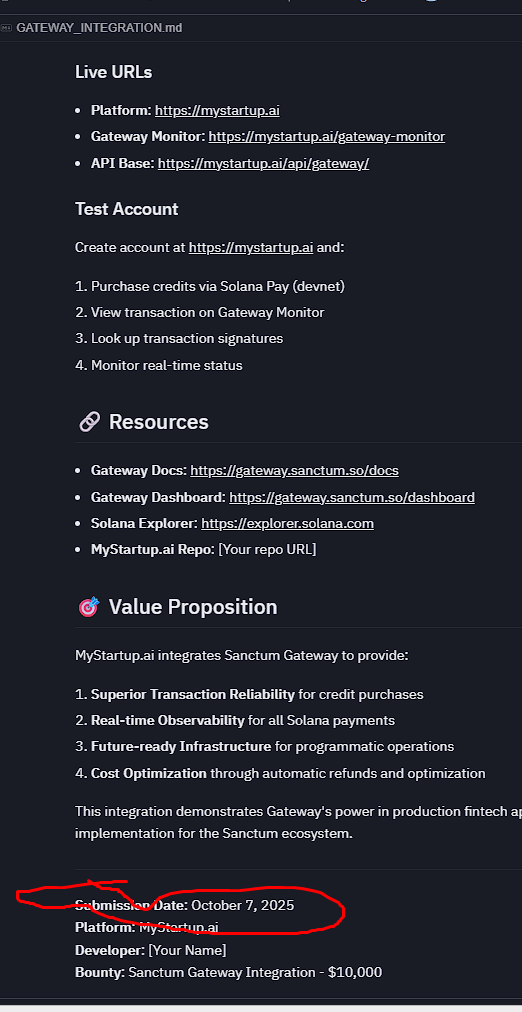 GATEWAY_INTEGRATION.md
Live URLs
• Platform: https://mystartup.ai
• Gateway Monitor: https://mystartup.ai/gateway-monitor
• API Base: https://mystartup.ai/api/gateway/
Test Account
Create account at https://mystartup.ai and:
1. Purchase credits via Solana Pay (devnet)
2. View transaction on Gateway Monitor
3. Look up transaction signatures
4. Monitor real-time status
🔗 Resources
• Gateway Docs: https://gateway.sanctum.so/docs
• Gateway Dashboard: https://gateway.sanctum.so/dashboard
• Solana Explorer: https://explorer.solana.com
• MyStartup.ai Repo: [Your repo URL]
🎯 Value Proposition
MyStartup.ai integrates Sanctum Gateway to provide:
1. Superior Transaction Reliability for credit purchases
2. Real-time Observability for all Solana payments
3. Future-ready Infrastructure for programmatic operations
4. Cost Optimization through automatic refunds and optimization
This integration demonstrates Gateway's power in production fintech
implementation for the Sanctum ecosystem.
Submission Date: October 7, 2025
Platform: MyStartup.ai
Developer: [Your Name]
Bounty: Sanctum Gateway Integration - $10,000